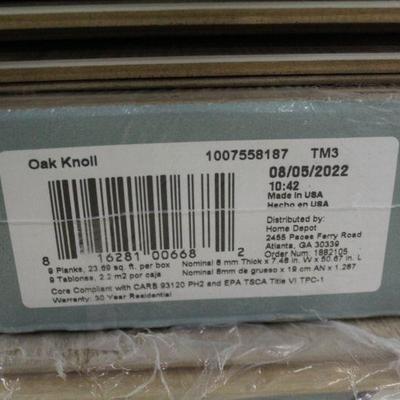 Oak Knoll 1007558187 TM3
08/05/2022
10:42
Made in USA
Hecho en USA
Distributed by:
Home Depot
2455 Paces Ferry Road
Atlanta, GA 30339
Order Num: 1882105
8 16281 00668 2
9 Planks, 23.69 sq. ft. per box Nominal 8 mm Thick x 7.48 in. W x 50.67 in. L
9 Tablones, 2.2 m2 por caja Nominal 8mm de grueso x 19 cm AN x 1.287
Core Compliant with CARB 93120 PH2 and EPA TSCA Title VI TPC-1
Warranty: 30 Year Residential